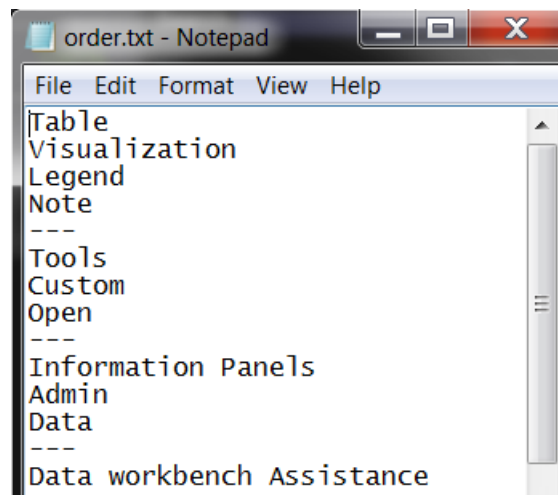 order.txt - Notepad
File Edit Format View Help
Table
Visualization
Legend
Note
---
Tools
Custom
Open
---
Information Panels
Admin
Data
---
Data workbench Assistance